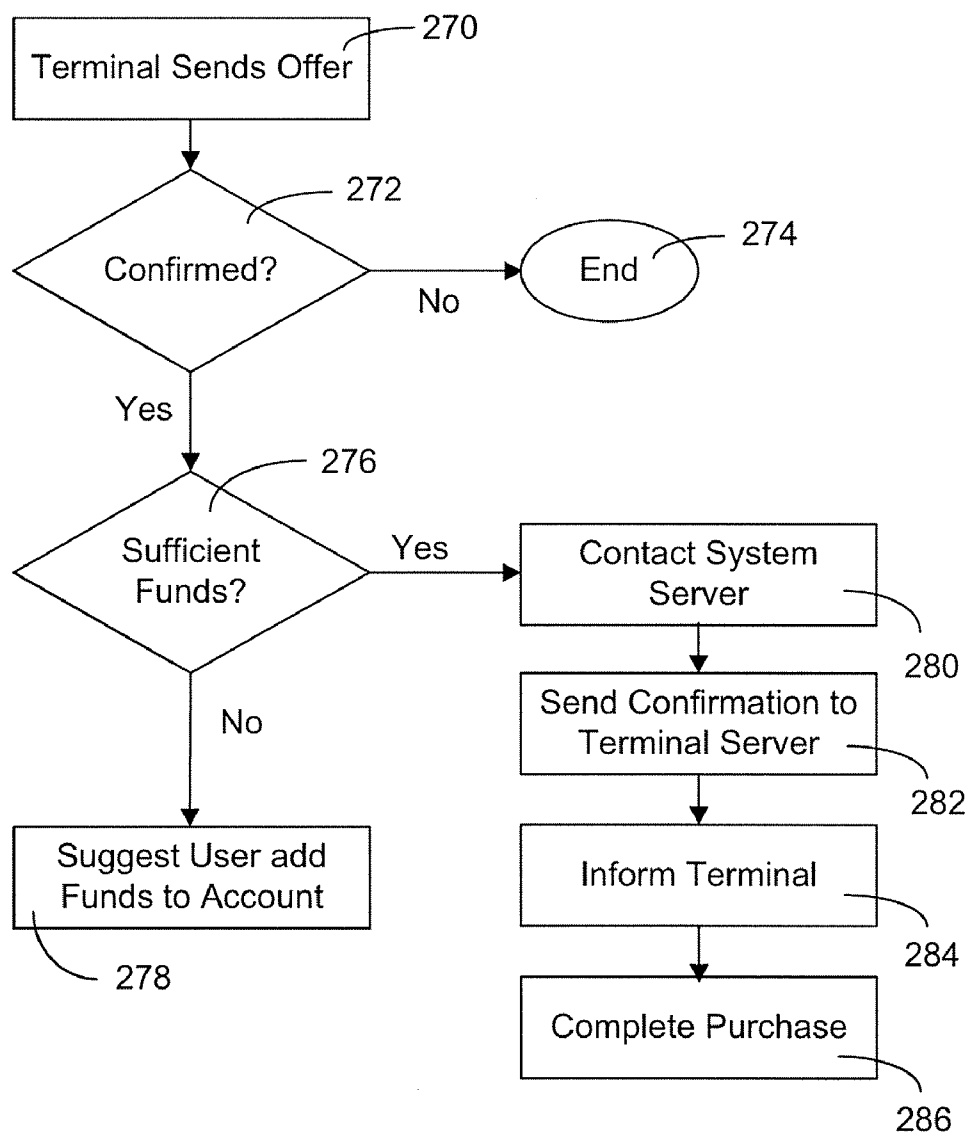 270
Terminal Sends Offer
272
Confirmed?
274
End
No
Yes
276
Sufficient
Funds?
Yes
Contact System
Server
280
No
Send Confirmation to
Terminal Server
282
Suggest User add
Funds to Account
278
Inform Terminal
284
Complete Purchase
286